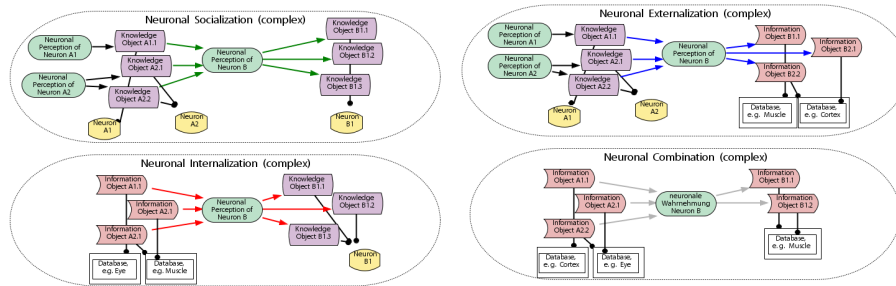 Neuronal Socialization (complex)
Neuronal
Perception of
Neuron A1
Neuronal
Perception of
Neuron A2
Knowledge
Object A1.1
Knowledge
Object A2.1
Knowledge
Object A2.2
Neuron
A1
Neuron
A2
Neuronal
Perception of
Neuron B
Knowledge
Object B1.1
Knowledge
Object B1.2
Knowledge
Object B1.3
Neuron
B1
Neuronal Externalization (complex)
Neuronal
Perception of
Neuron A1
Neuronal
Perception of
Neuron A2
Knowledge
Object A1.1
Knowledge
Object A2.1
Knowledge
Object A2.2
Neuron
A1
Neuron
A2
Neuronal
Perception of
Neuron B
Information
Object B1.1
Information
Object B2.1
Information
Object B2.2
Database,
e.g. Muscle
Database,
e.g. Cortex
Neuronal Internalization (complex)
Information
Object A1.1
Information
Object A2.1
Information
Object A2.1
Database,
e.g. Eye
Database,
e.g. Muscle
Neuronal
Perception of
Neuron B
Knowledge
Object B1.1
Knowledge
Object B1.2
Knowledge
Object B1.3
Neuron
B1
Neuronal Combination (complex)
Information
Object A1.1
Information
Object A2.1
Information
Object A2.2
Database,
e.g. Cortex
Database,
e.g. Eye
neuronale
Wahrnehmung
Neuron B
Information
Object B1.1
Information
Object B1.2
Database,
e.g. Muscle